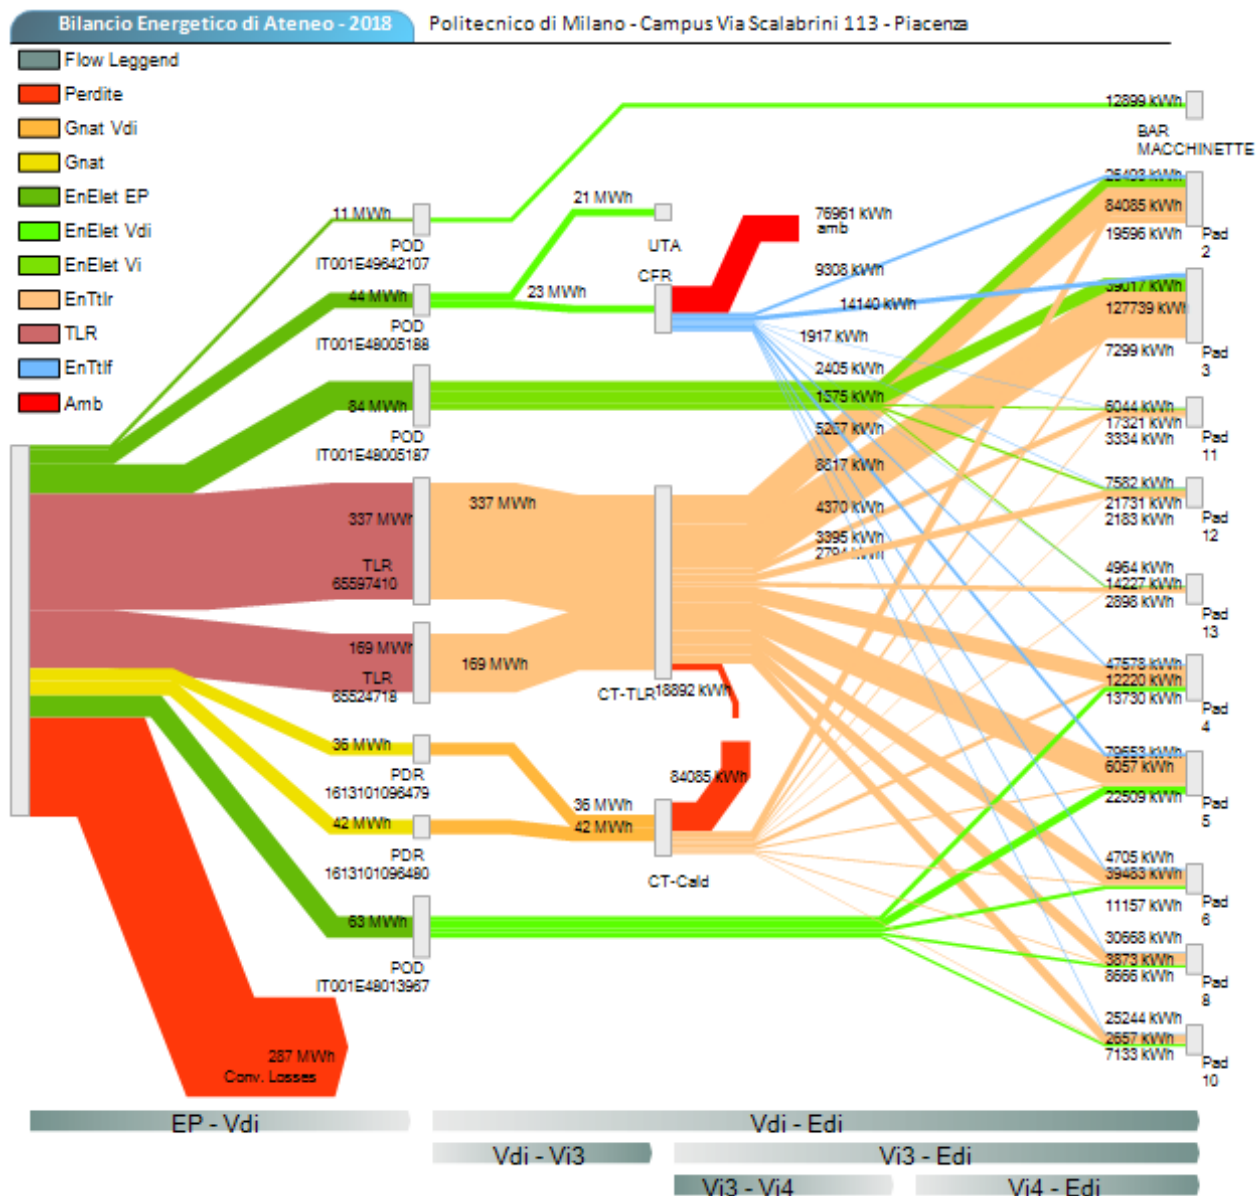 Bilancio Energetico di Ateneo - 2018
Politecnico di Milano - Campus Via Scalabrini 113 - Piacenza
Flow Leggend
Perdite
Gnat Vdi
Gnat
EnElet EP
EnElet Vdi
EnElet Vi
EnTtlr
TLR
EnTtlf
Amb
11 MWh
POD
IT001E49642107
44 MWh
POD
IT001E48005188
84 MWh
POD
IT001E48005187
337 MWh
TLR
65597410
169 MWh
TLR
65524718
36 MWh
PDR
1613101096479
42 MWh
PDR
1613101096480
63 MWh
POD
IT001E48013967
287 MWh
Conv. Losses
21 MWh
UTA
23 MWh
CFR
76961 kWh
amb
337 MWh
169 MWh
CT-TLR
18892 kWh
36 MWh
42 MWh
84085 kWh
CT-Cald
9308 kWh
14140 kWh
1917 kWh
2405 kWh
1575 kWh
5267 kWh
8817 kWh
4370 kWh
3395 kWh
2794 kWh
12899 kWh
BAR
MACCHINETTE
25493 kWh
84085 kWh
19596 kWh
Pad
2
39017 kWh
127739 kWh
7299 kWh
Pad
3
6044 kWh
17321 kWh
3334 kWh
Pad
11
7582 kWh
21731 kWh
2183 kWh
Pad
12
4964 kWh
14227 kWh
2898 kWh
Pad
13
47578 kWh
12220 kWh
13730 kWh
Pad
4
79653 kWh
6057 kWh
22509 kWh
Pad
5
4705 kWh
39483 kWh
11157 kWh
Pad
6
30668 kWh
3873 kWh
8666 kWh
Pad
8
25244 kWh
2657 kWh
7133 kWh
Pad
10
EP - Vdi
Vdi - Edi
Vdi - Vi3
Vi3 - Edi
Vi3 - Vi4
Vi4 - Edi